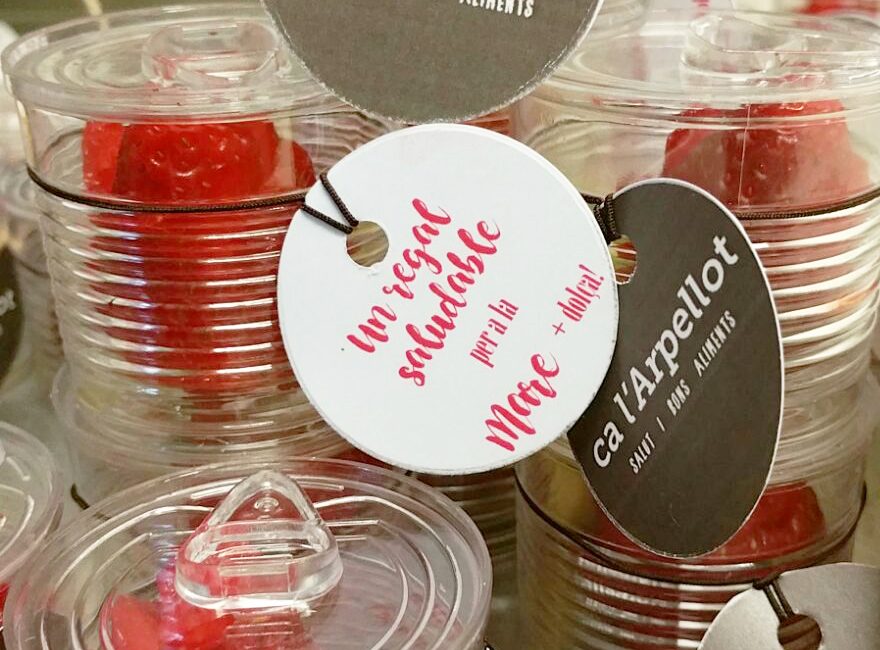 ALIMENTS
un regal
saludable
per a la
Mare + dolça!
ca l'Arpellot
SALUT I BONS ALIMENTS